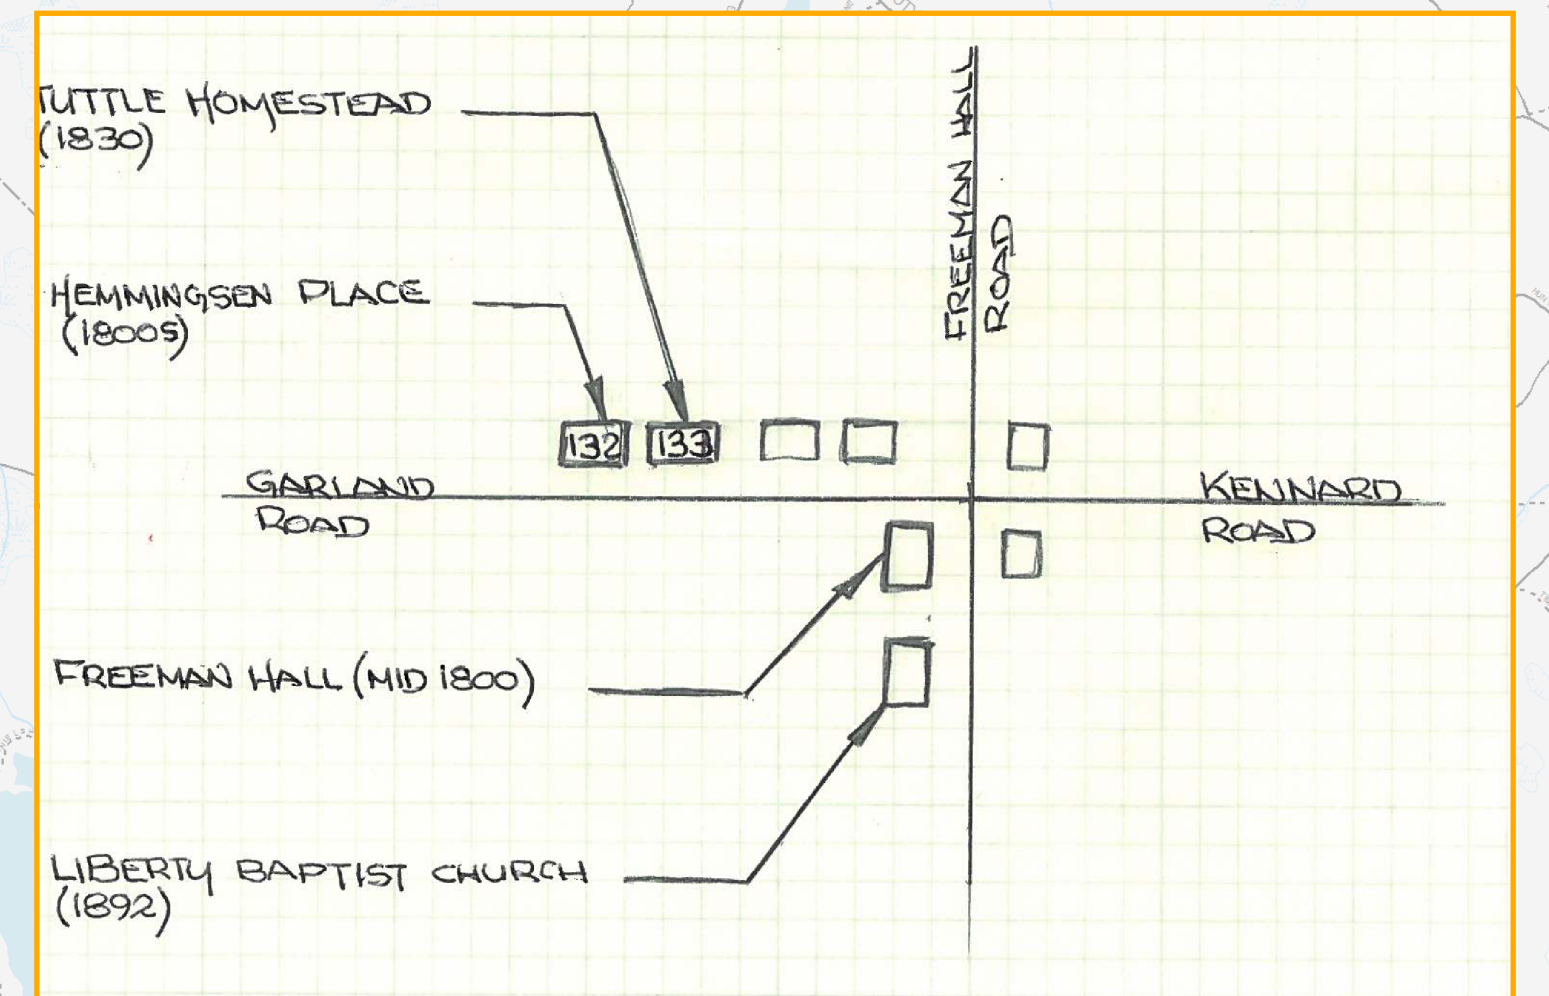 TUTTLE HOMESTEAD
(1830)
FREEMAN HALL
ROAD
HEMMINGSEN PLACE
(1800S)
132
133
GARLAND
ROAD
KENNARD
ROAD
FREEMAN HALL (MID 1800)
LIBERTY BAPTIST CHURCH
(1892)